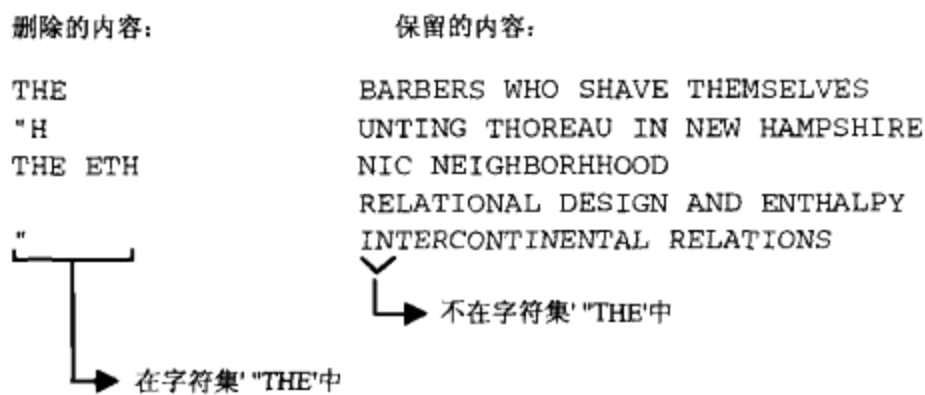 删除的内容： 保留的内容：
THE BARBERS WHO SHAVE THEMSELVES
"H UNTING THOREAU IN NEW HAMPSHIRE
THE ETH NIC NEIGHBORHHOOD
RELATIONAL DESIGN AND ENTHALPY
" INTERCONTINENTAL RELATIONS
不在字符集' "THE'中
在字符集' "THE'中